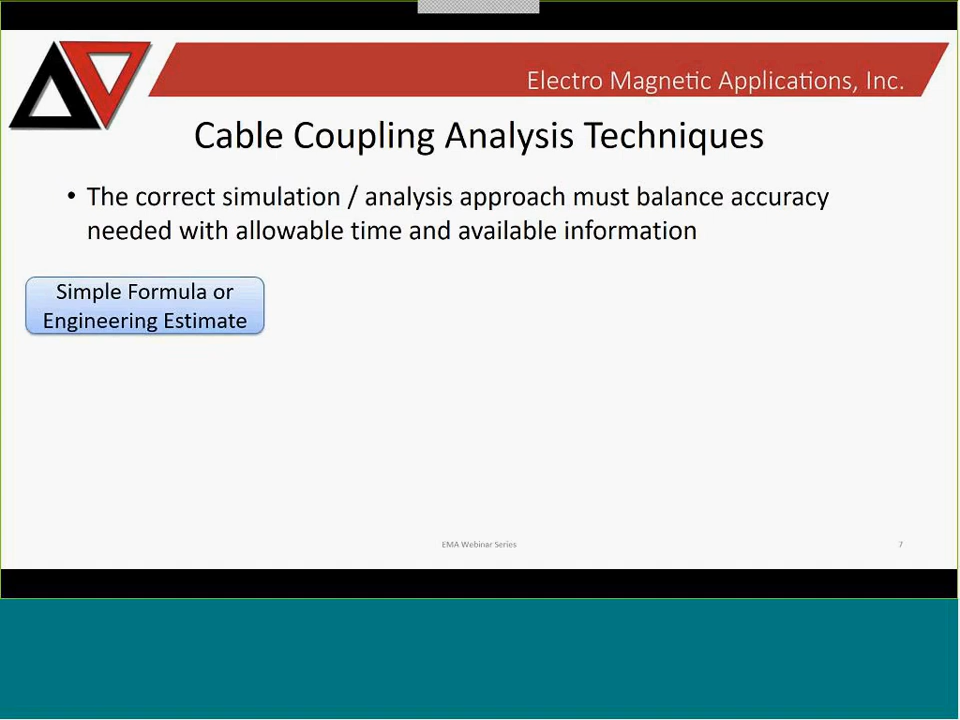 Electro Magnetic Applications, Inc.
Cable Coupling Analysis Techniques
• The correct simulation / analysis approach must balance accuracy
needed with allowable time and available information
Simple Formula or
Engineering Estimate
EMA Webinar Series
7